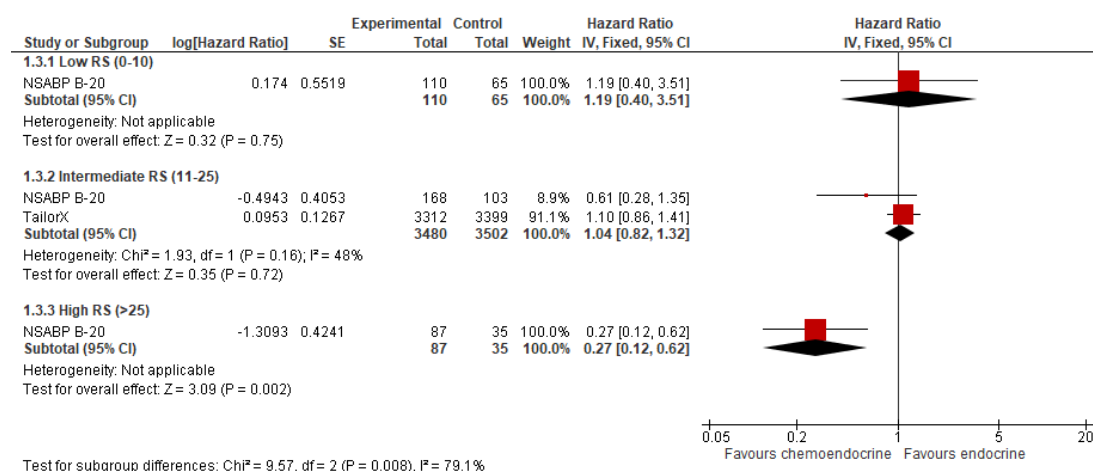 Experimental Control Hazard Ratio Hazard Ratio
Study or Subgroup log[Hazard Ratio] SE Total Total Weight IV, Fixed, 95% CI IV, Fixed, 95% CI
1.3.1 Low RS (0-10)
NSABP B-20 0.174 0.5519 110 65 100.0% 1.19 [0.40, 3.51]
Subtotal (95% CI) 110 65 100.0% 1.19 [0.40, 3.51]
Heterogeneity: Not applicable
Test for overall effect: Z = 0.32 (P = 0.75)
1.3.2 Intermediate RS (11-25)
NSABP B-20 -0.4943 0.4053 168 103 8.9% 0.61 [0.28, 1.35]
TailorX 0.0953 0.1267 3312 3399 91.1% 1.10 [0.86, 1.41]
Subtotal (95% CI) 3480 3502 100.0% 1.04 [0.82, 1.32]
Heterogeneity: Chi² = 1.93, df = 1 (P = 0.16); I² = 48%
Test for overall effect: Z = 0.35 (P = 0.72)
1.3.3 High RS (>25)
NSABP B-20 -1.3093 0.4241 87 35 100.0% 0.27 [0.12, 0.62]
Subtotal (95% CI) 87 35 100.0% 0.27 [0.12, 0.62]
Heterogeneity: Not applicable
Test for overall effect: Z = 3.09 (P = 0.002)
0.05 0.2 1 5 20
Favours chemoendocrine Favours endocrine
Test for subgroup differences: Chi² = 9.57, df = 2 (P = 0.008), I² = 79.1%